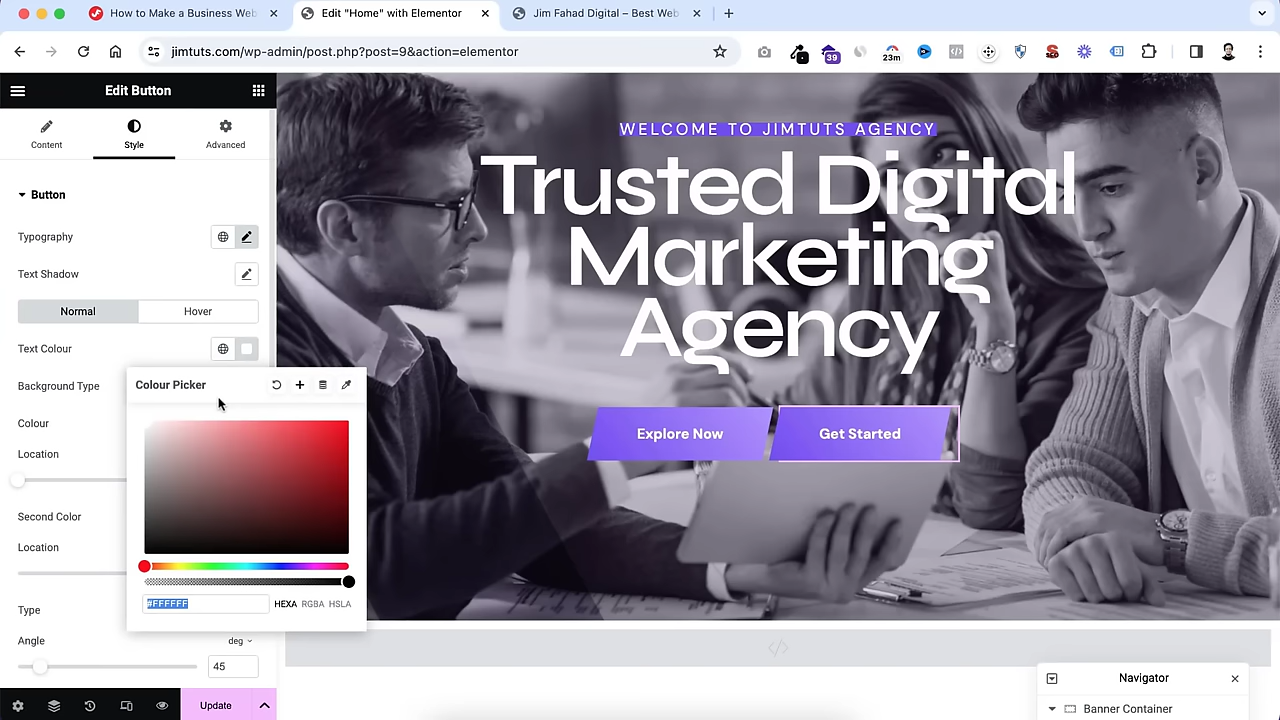 How to Make a Business Web
Edit "Home" with Elementor
Jim Fahad Digital – Best Web
jimtuts.com/wp-admin/post.php?post=9&action=elementor
39
23m
Edit Button
Content
Style
Advanced
Button
Typography
Text Shadow
Normal
Hover
Text Colour
Background Type
Colour
Location
Second Color
Location
Type
Angle
deg
45
Update
Colour Picker
#FFFFFF
HEXA
RGBA
HSLA
WELCOME TO JIMTUTS AGENCY
Trusted Digital
Marketing
Agency
Explore Now
Get Started
Navigator
Banner Container